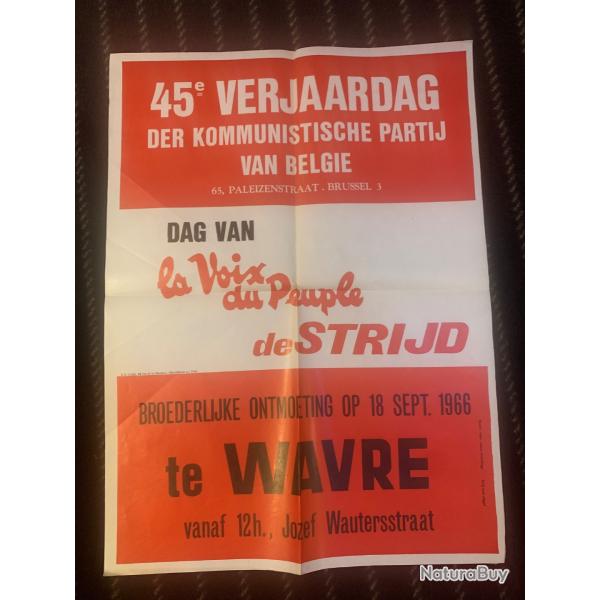 45e VERJAARDAG
DER KOMMUNISTISCHE PARTIJ
VAN BELGIE
65, PALEIZENSTRAAT . BRUSSEL 3
DAG VAN
la Voix
du Peuple
de STRIJD
BROEDERLIJKE ONTMOETING OP 18 SEPT. 1966
te WAVRE
vanaf 12h., Jozef Wautersstraat
NaturaBuy